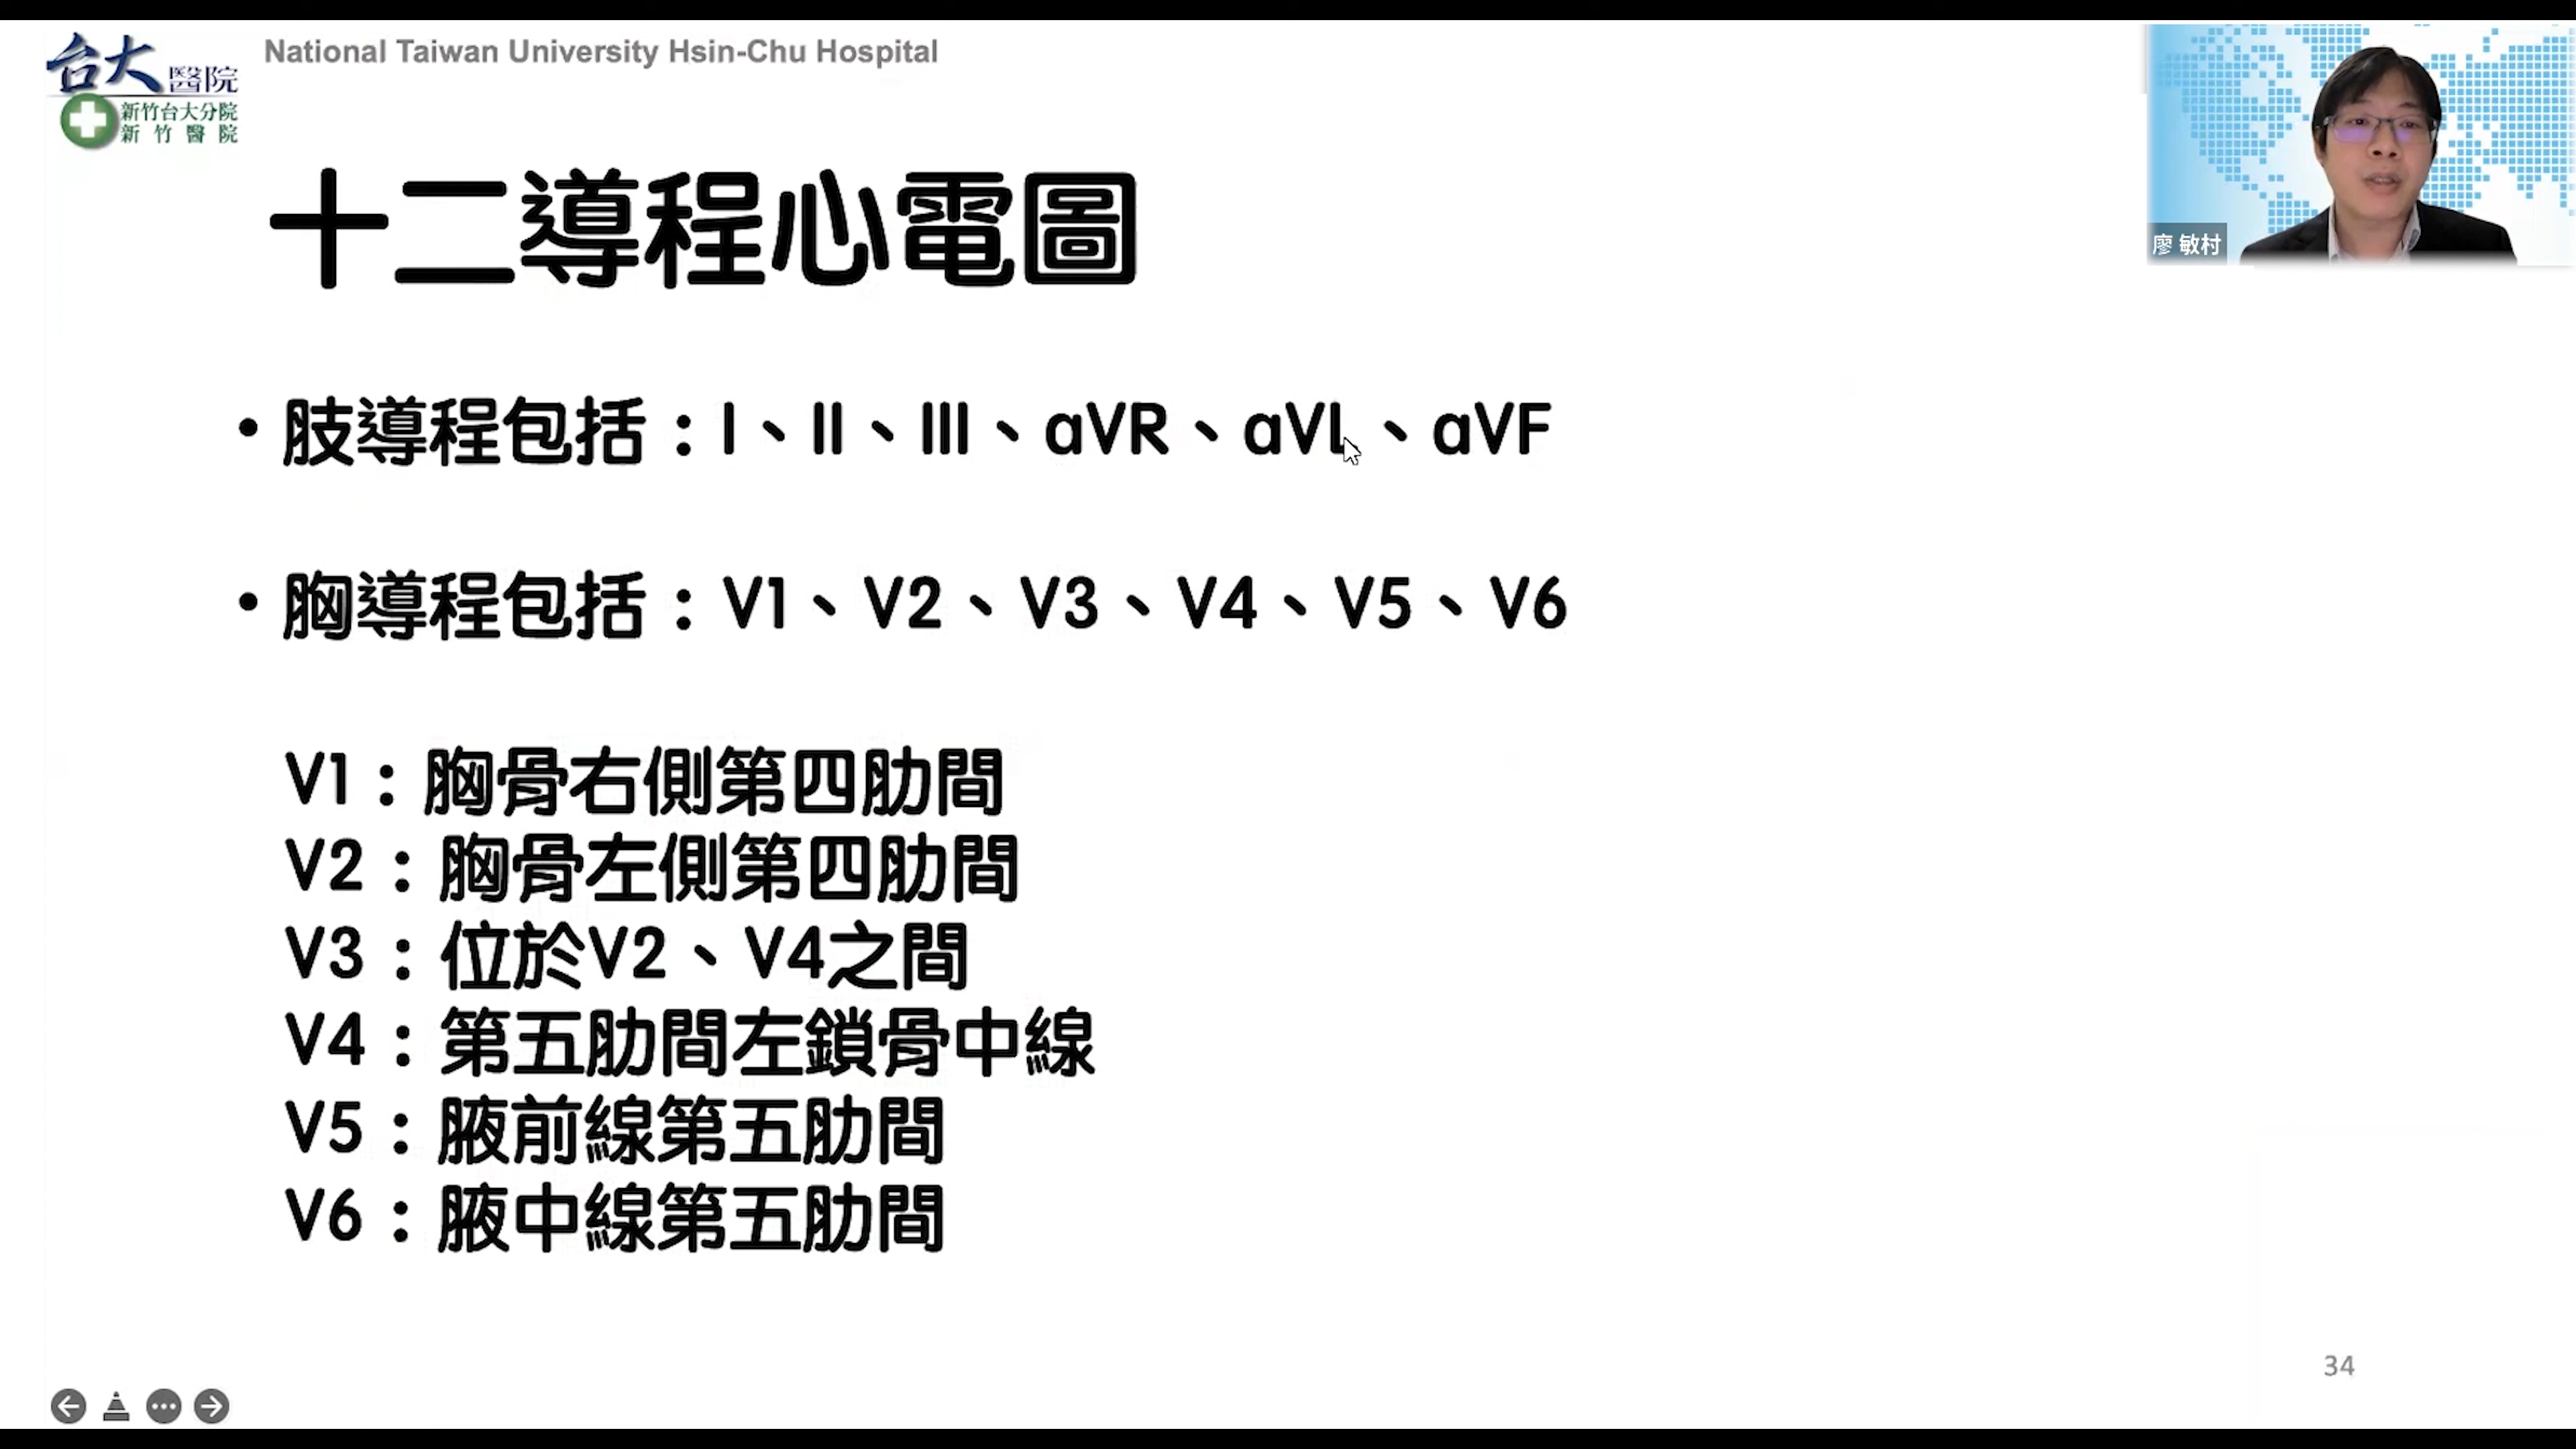 台大醫院
新竹台大分院
新竹醫院
National Taiwan University Hsin-Chu Hospital
廖 敏村
十二導程心電圖
• 肢導程包括：I、II、III、aVR、aVL、aVF
• 胸導程包括：V1、V2、V3、V4、V5、V6
V1：胸骨右側第四肋間
V2：胸骨左側第四肋間
V3：位於V2、V4之間
V4：第五肋間左鎖骨中線
V5：腋前線第五肋間
V6：腋中線第五肋間
34